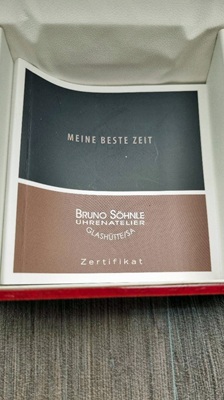 MEINE BESTE ZEIT
BRUNO SÖHNLE
UHRENATELIER
GLASHÜTTE/SA
Zertifikat